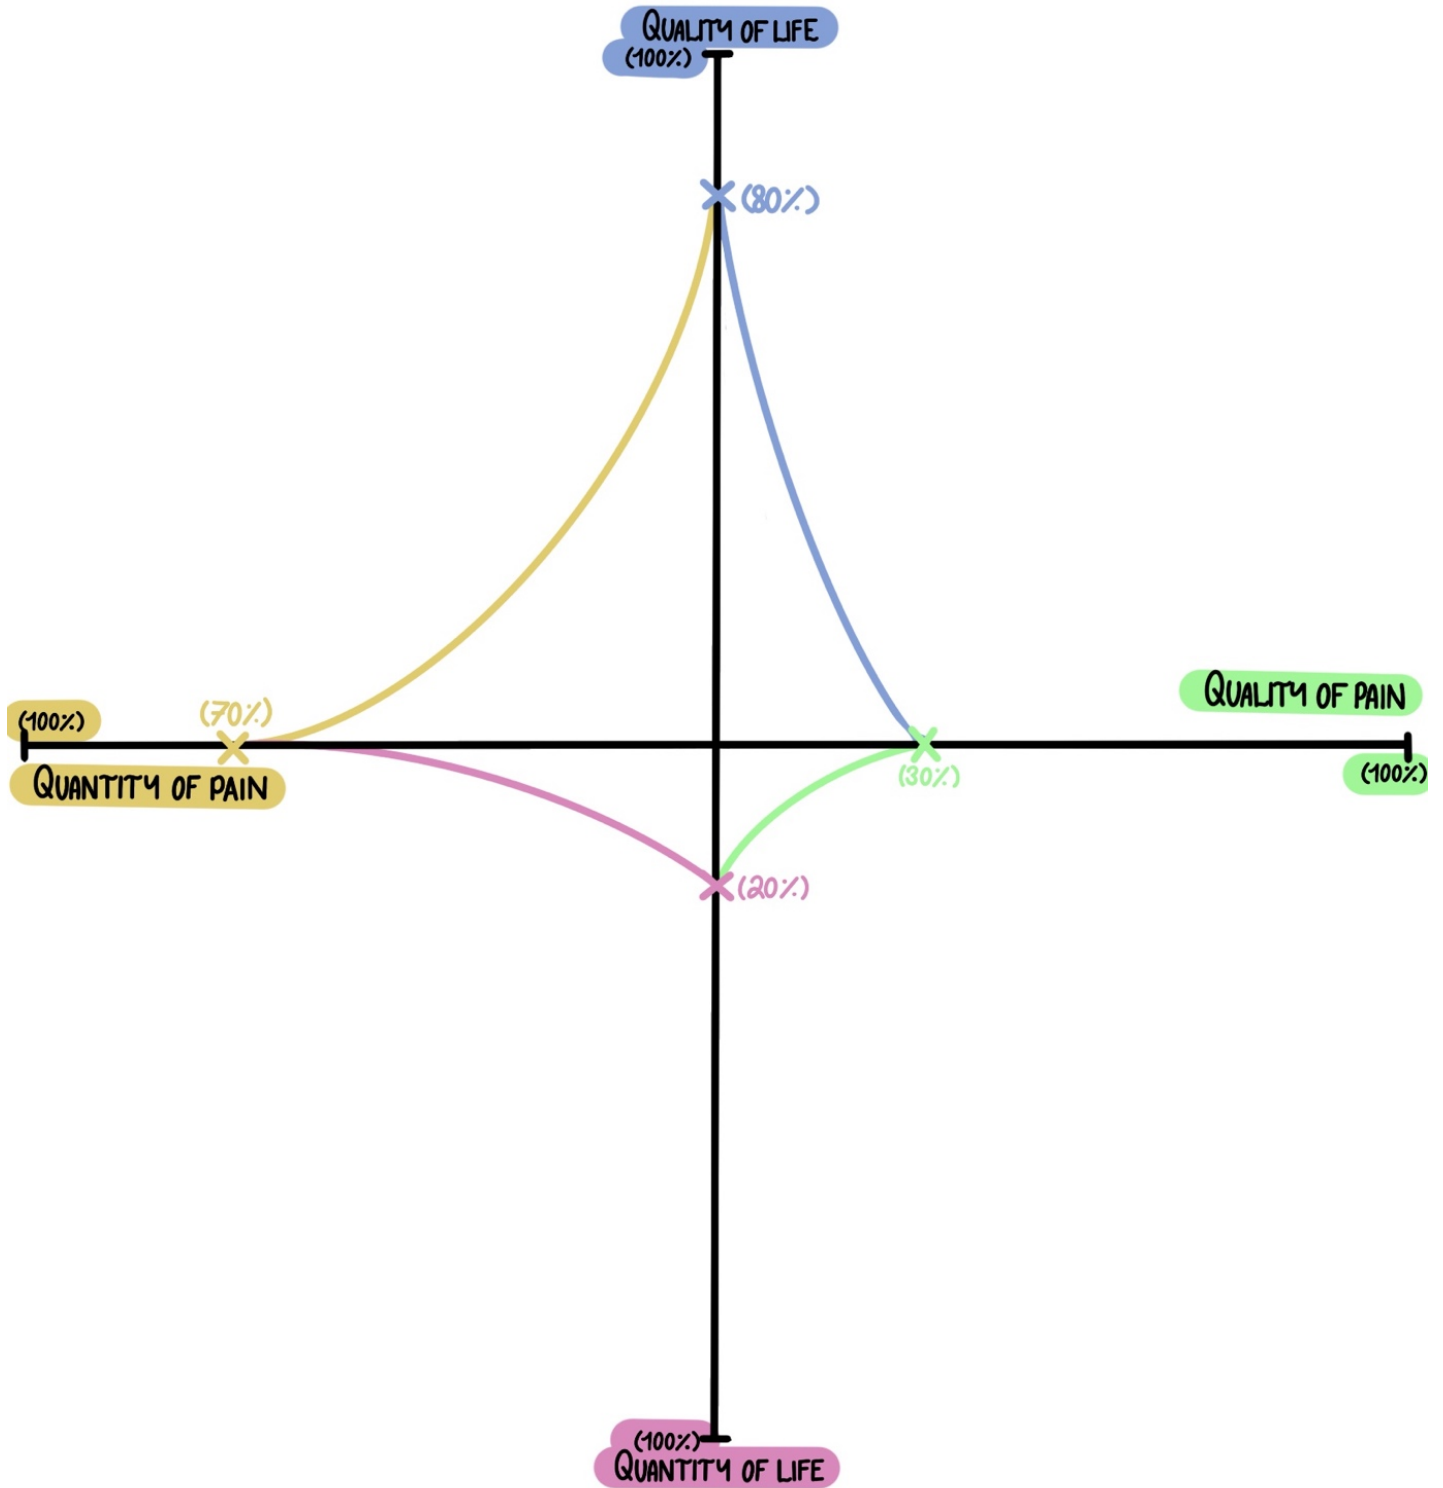 QUALITY OF LIFE
(100%)
(80%)
QUALITY OF PAIN
(100%)
(70%)
QUANTITY OF PAIN
(30%)
(100%)
(20%)
(100%)
QUANTITY OF LIFE